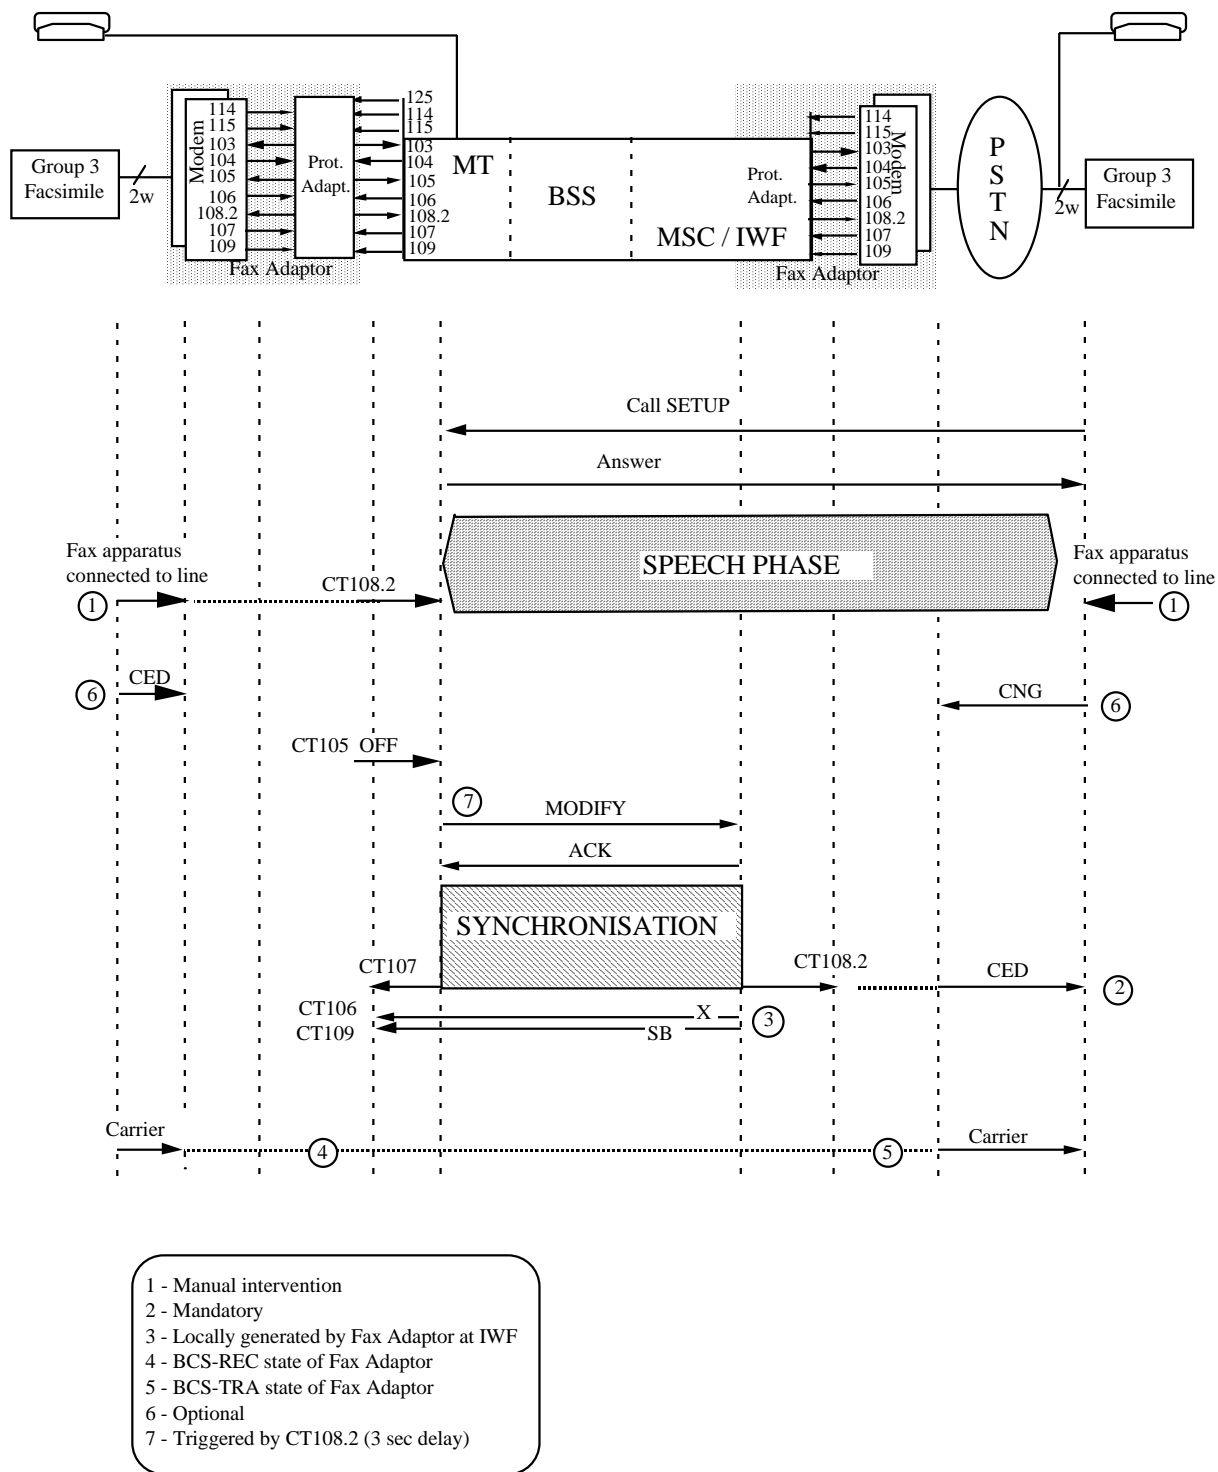 125
114
114
114
115
115
115
103
103
103
104
104
104
105
105
105
106
106
106
108.2
108.2
108.2
107
107
107
109
109
109
Group 3
Facsimile
2w
Modem
Prot.
Adapt.
Fax Adaptor
MT
BSS
MSC / IWF
Prot.
Adapt.
Modem
Fax Adaptor
P
S
T
N
2w
Group 3
Facsimile
Call SETUP
Answer
SPEECH PHASE
Fax apparatus
connected to line
1
CT108.2
Fax apparatus
connected to line
1
6
CED
CNG
6
CT105 OFF
7
MODIFY
ACK
SYNCHRONISATION
CT107
CT108.2
CED
2
CT106
X
3
CT109
SB
Carrier
4
5
Carrier
1 - Manual intervention
2 - Mandatory
3 - Locally generated by Fax Adaptor at IWF
4 - BCS-REC state of Fax Adaptor
5 - BCS-TRA state of Fax Adaptor
6 - Optional
7 - Triggered by CT108.2 (3 sec delay)